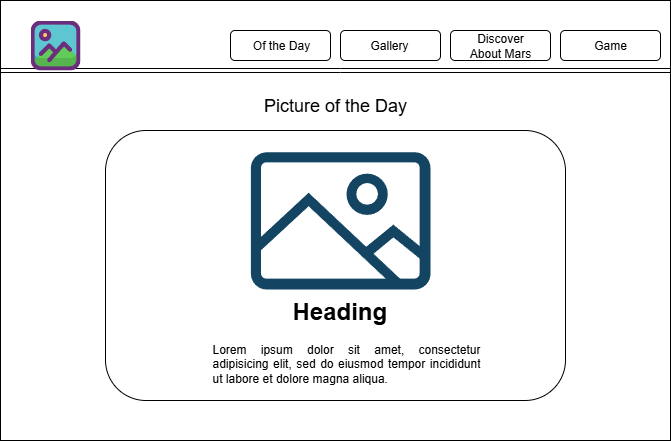 Of the Day
Gallery
Discover
About Mars
Game
Picture of the Day
Heading
Lorem ipsum dolor sit amet, consectetur
adipisicing elit, sed do eiusmod tempor incididunt
ut labore et dolore magna aliqua.